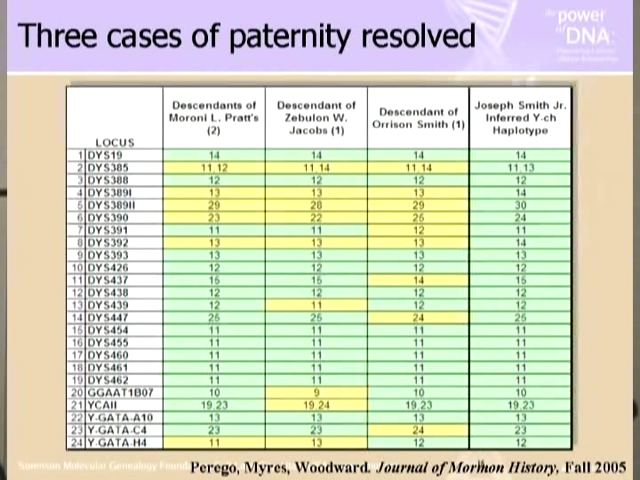 Three cases of paternity resolved
the power of DNA:
LOCUS
Descendants of Moroni L. Pratt's (2)
Descendant of Zebulon W. Jacobs (1)
Descendant of Orrison Smith (1)
Joseph Smith Jr. Inferred Y-ch Haplotype
1 DYS19 14 14 14 14
2 DYS385 11,12 11,14 11,14 11,13
3 DYS388 12 12 12 12
4 DYS389I 13 13 13 14
5 DYS389II 29 28 29 30
6 DYS390 23 22 25 24
7 DYS391 11 11 12 11
8 DYS392 13 13 13 14
9 DYS393 13 13 13 13
10 DYS426 12 12 12 12
11 DYS437 15 15 14 15
12 DYS438 12 12 12 12
13 DYS439 12 11 12 12
14 DYS447 25 25 24 25
15 DYS454 11 11 11 11
16 DYS455 11 11 11 11
17 DYS460 11 11 11 11
18 DYS461 11 11 11 11
19 DYS462 11 11 11 11
20 GGAAT1B07 10 9 10 10
21 YCAII 19,23 19,24 19,23 19,23
22 Y-GATA-A10 13 13 13 13
23 Y-GATA-C4 23 23 24 23
24 Y-GATA-H4 11 13 12 12
Sorenson Molecular Genealogy
Perego, Myres, Woodward. Journal of Mormon History, Fall 2005